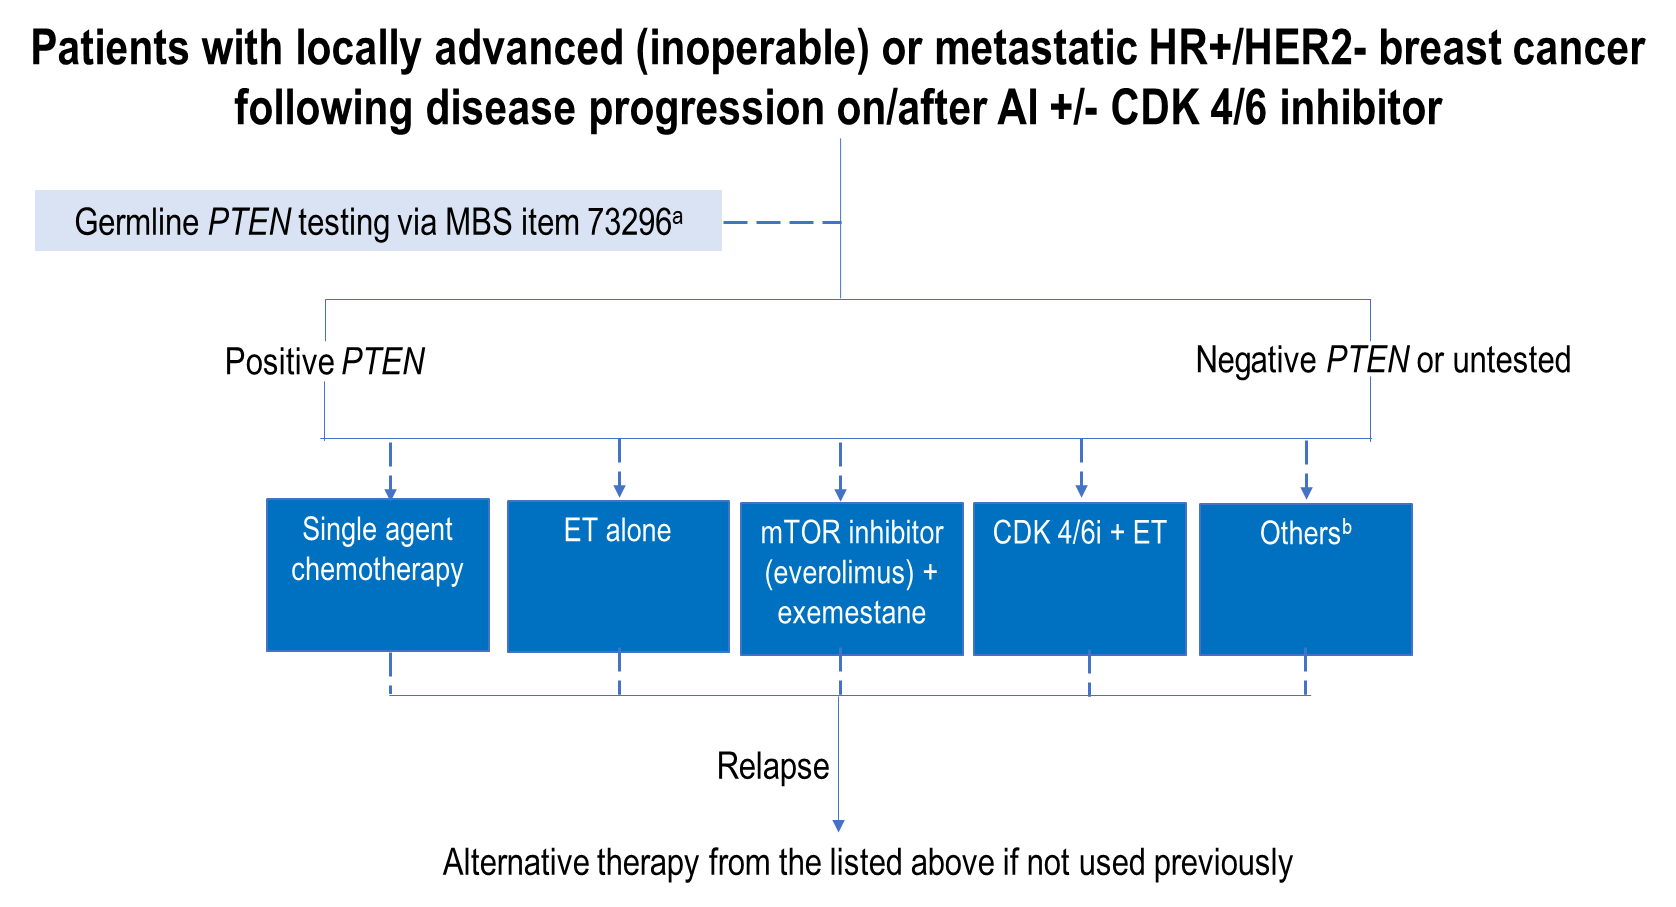 Patients with locally advanced (inoperable) or metastatic HR+/HER2- breast cancer
following disease progression on/after AI +/- CDK 4/6 inhibitor
Germline PTEN testing via MBS item 73296ᵃ
Positive PTEN
Negative PTEN or untested
Single agent
chemotherapy
ET alone
mTOR inhibitor
(everolimus) +
exemestane
CDK 4/6i + ET
Othersᵇ
Relapse
Alternative therapy from the listed above if not used previously